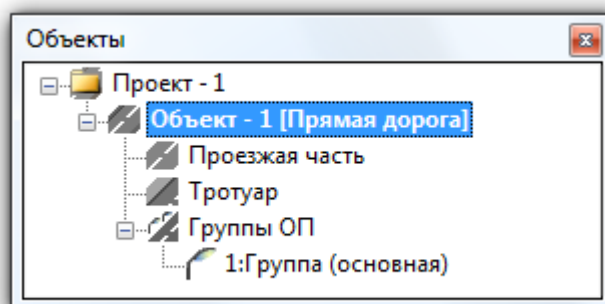 Объекты
Проект - 1
Объект - 1 [Прямая дорога]
Проезжая часть
Тротуар
Группы ОП
1:Группа (основная)